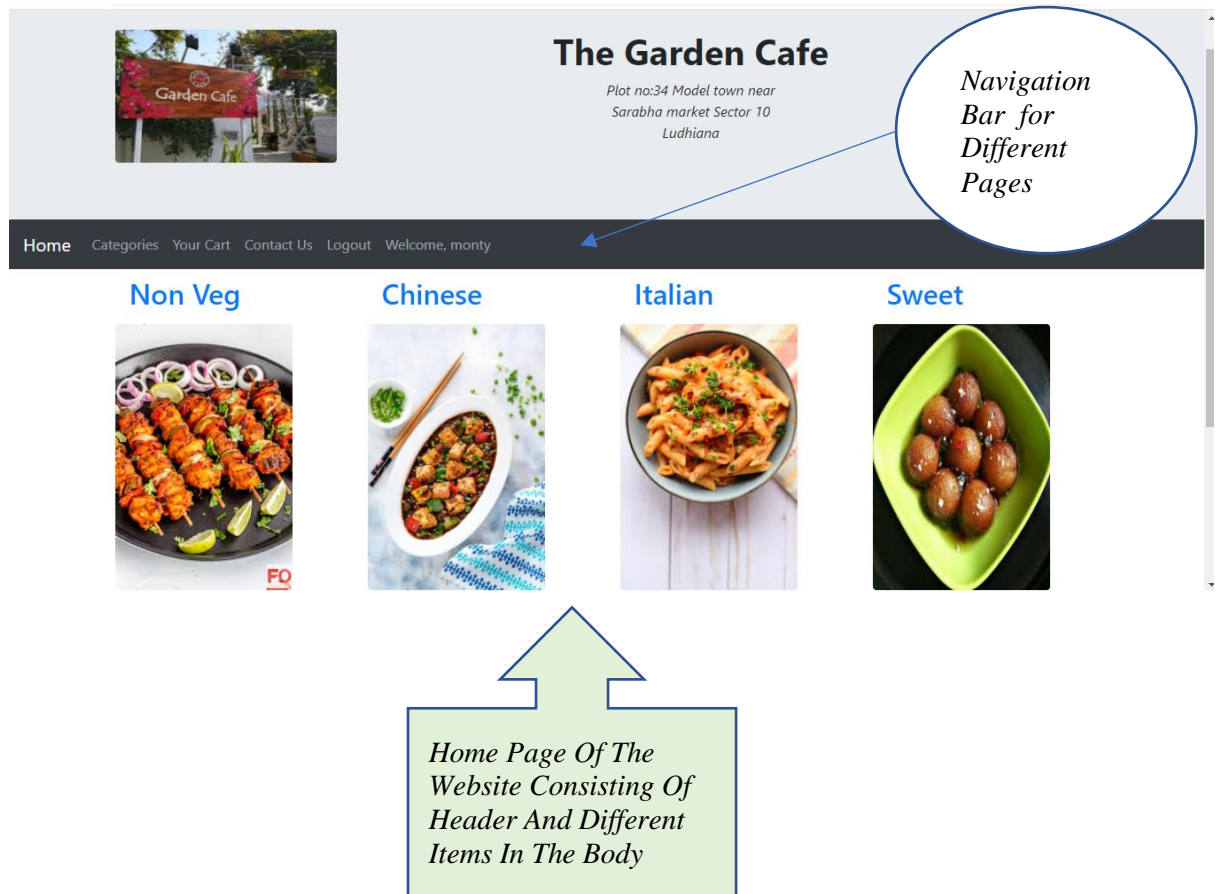 Garden Cafe
The Garden Cafe
Plot no:34 Model town near
Sarabha market Sector 10
Ludhiana
Navigation
Bar for
Different
Pages
Home Categories Your Cart Contact Us Logout Welcome, monty
Non Veg Chinese Italian Sweet
FO
Home Page Of The
Website Consisting Of
Header And Different
Items In The Body